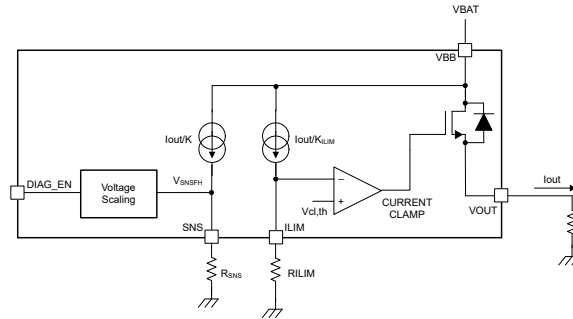 VBAT
VBB
Iout/K
Iout/KILIM
DIAG_EN
Voltage
Scaling
VSNSFH
−
+
Vcl,th
CURRENT
CLAMP
Iout
VOUT
SNS
ILIM
RSNS
RILIM